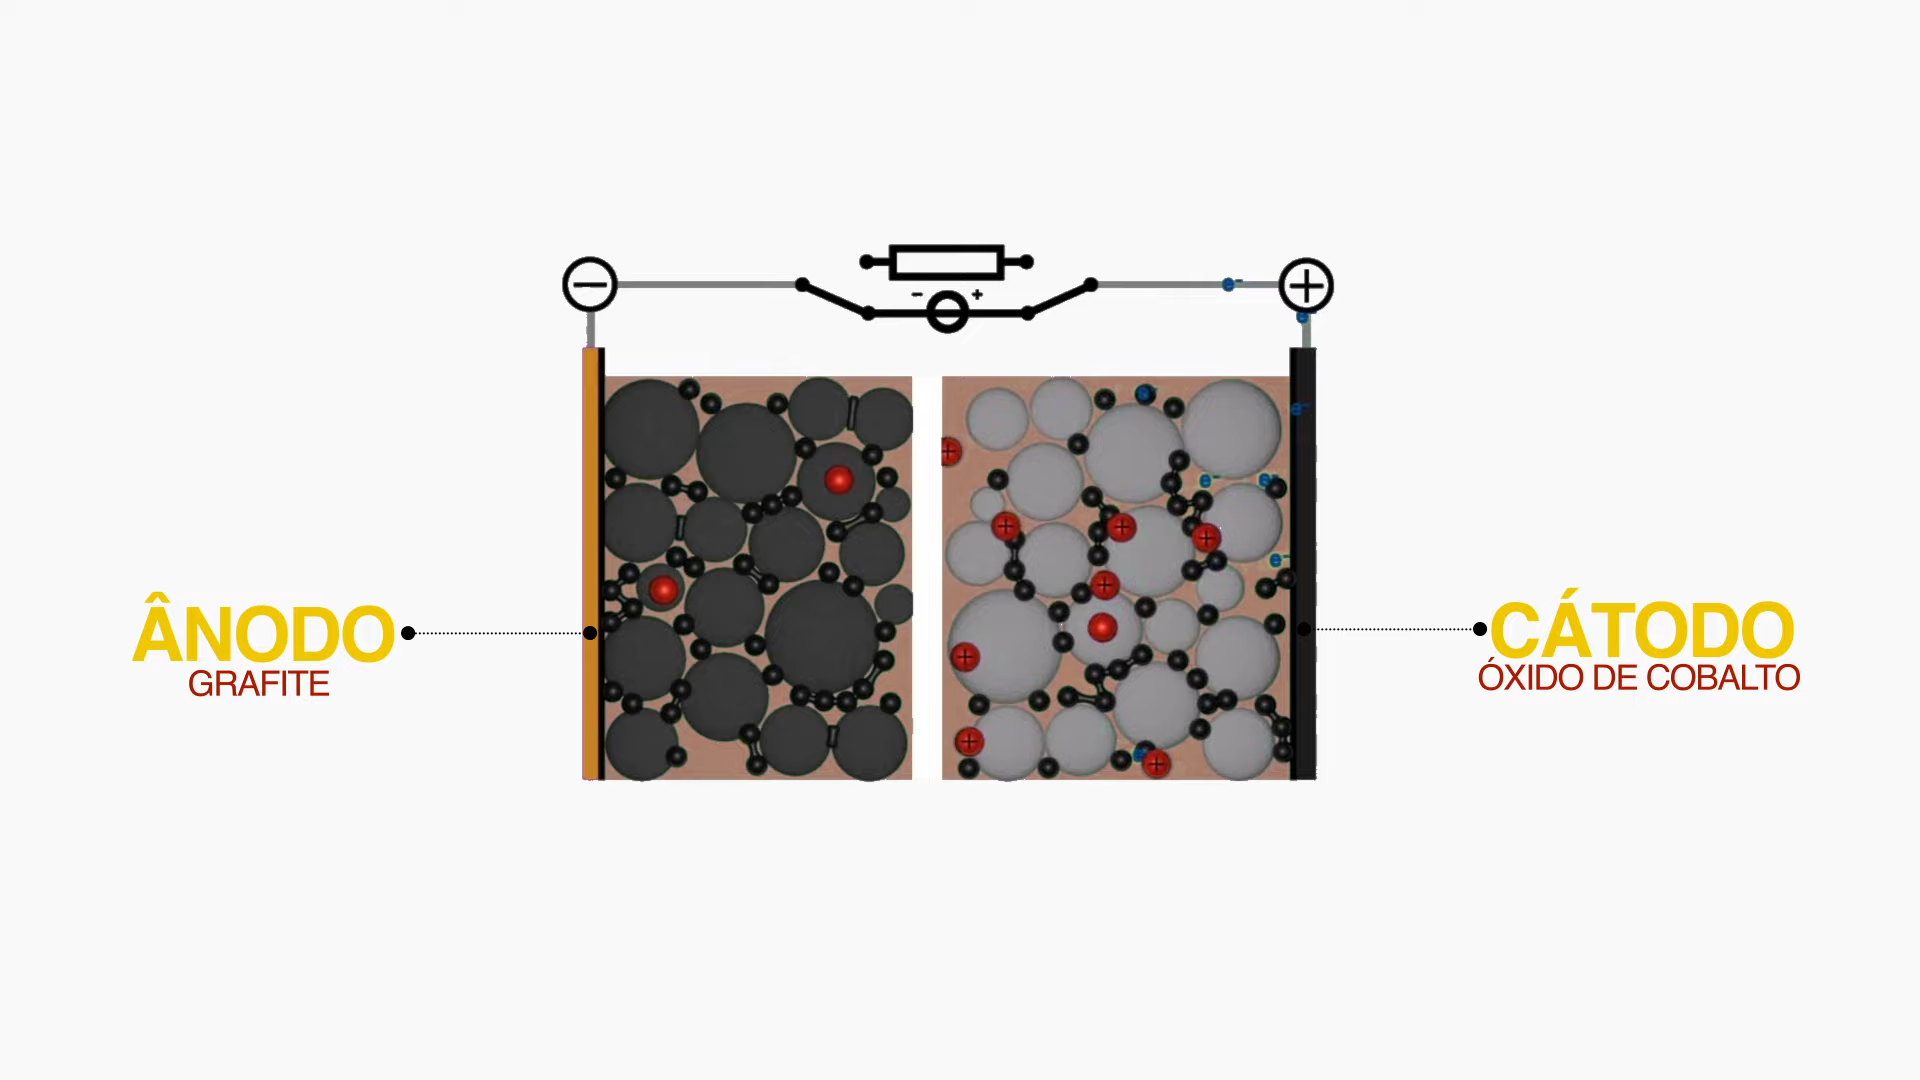 - +
e-
e-
e-
e-
e-
e-
ÂNODO
GRAFITE
CÁTODO
ÓXIDO DE COBALTO